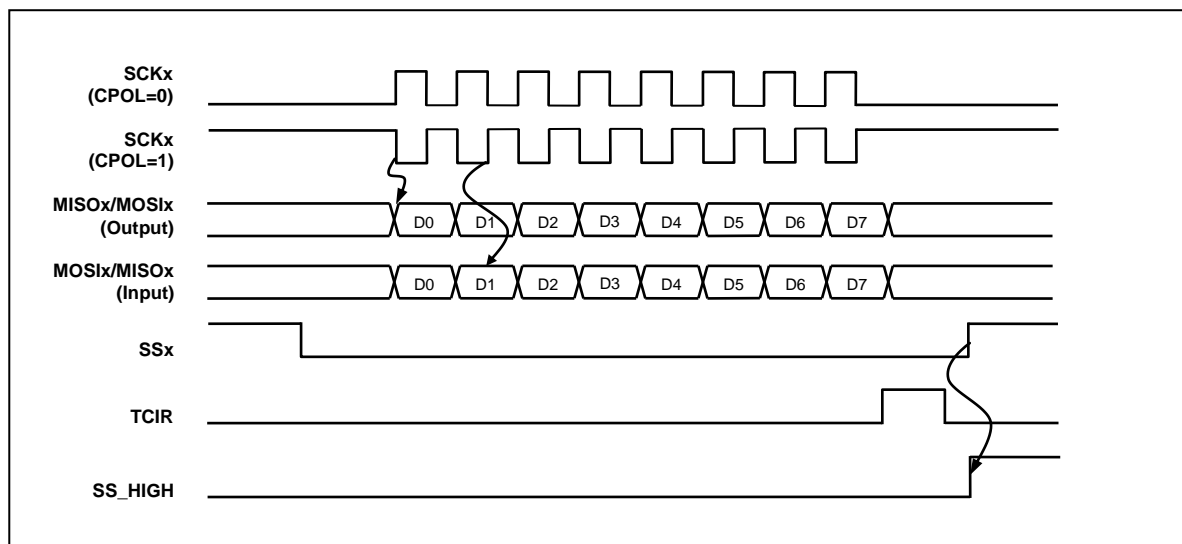 SCKx
(CPOL=0)
SCKx
(CPOL=1)
MISOx/MOSIx
(Output)
D0 D1 D2 D3 D4 D5 D6 D7
MOSIx/MISOx
(Input)
D0 D1 D2 D3 D4 D5 D6 D7
SSx
TCIR
SS_HIGH